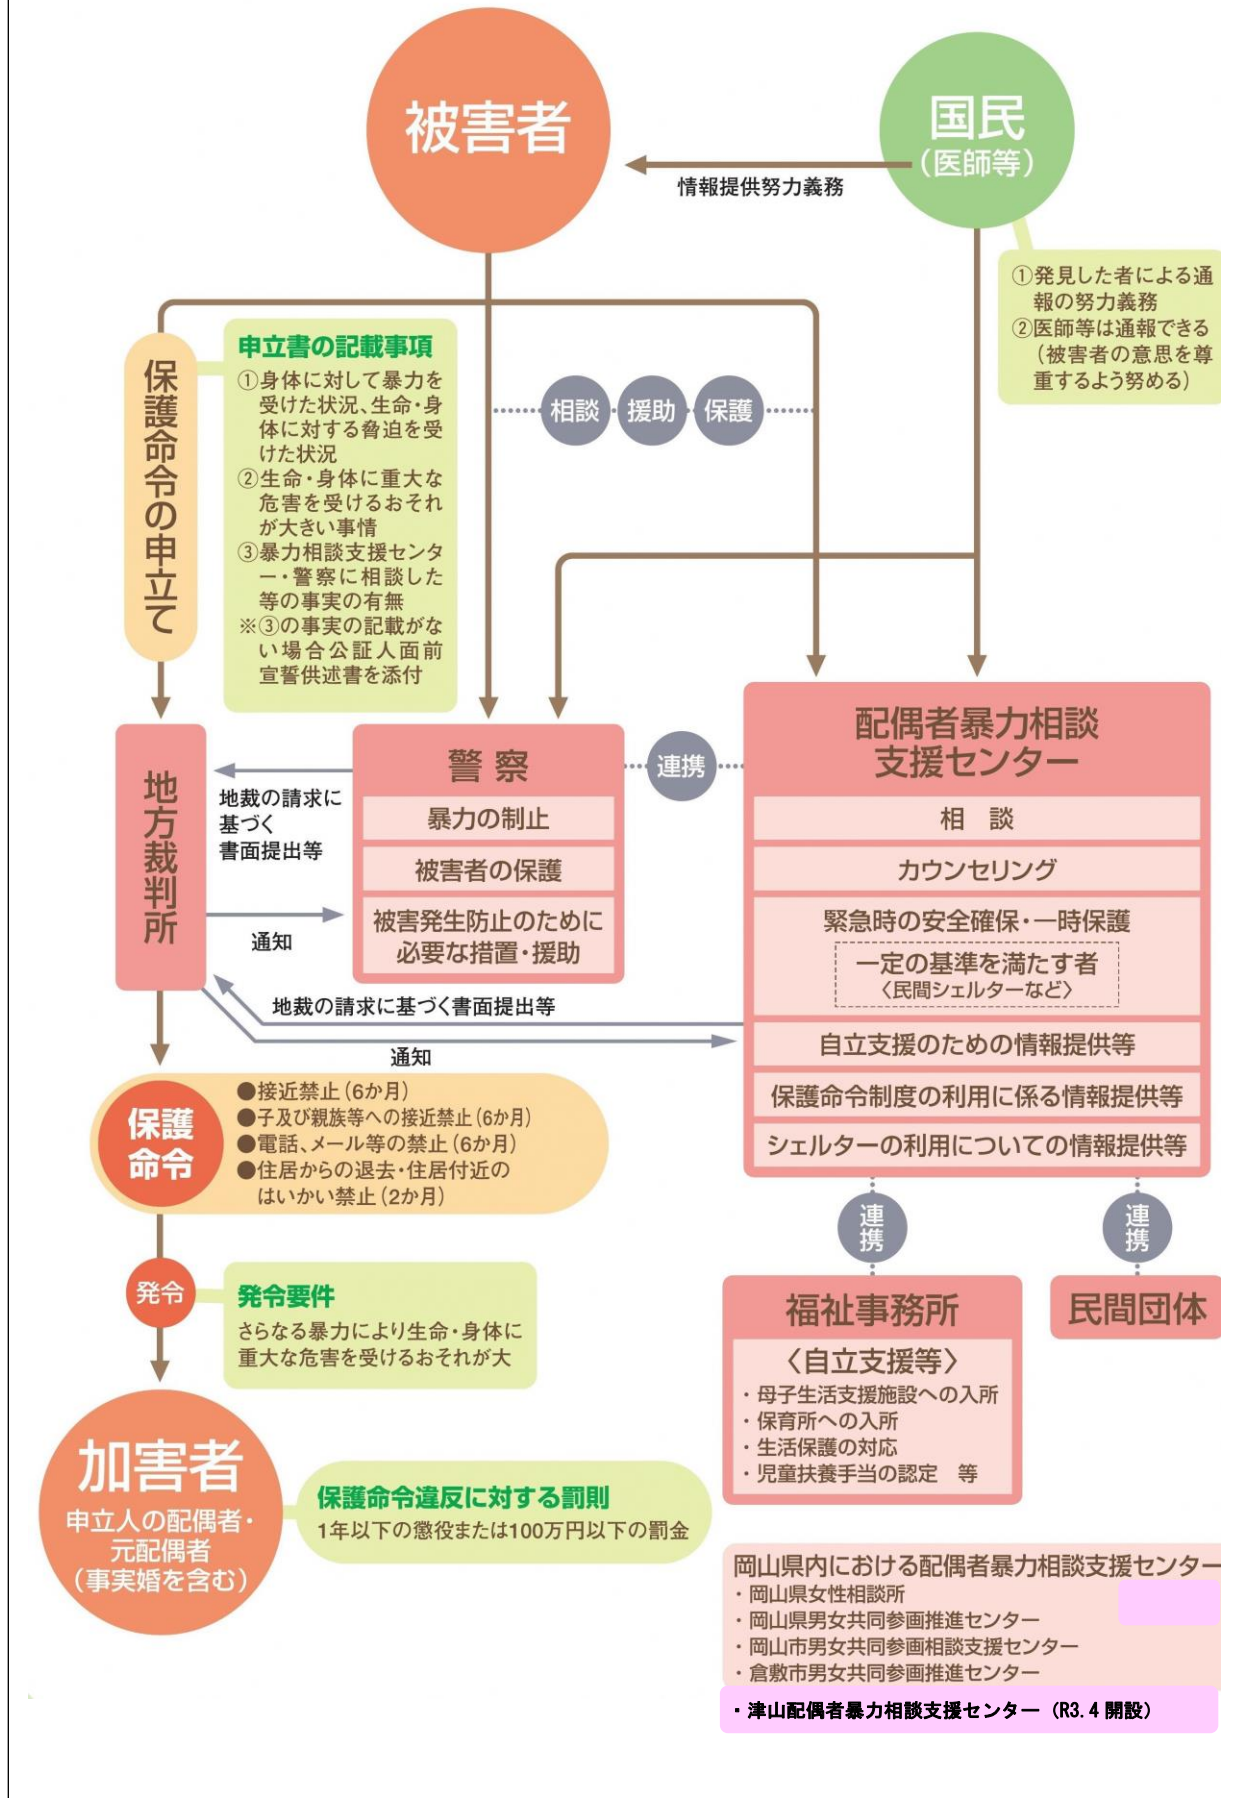 被害者
国民
（医師等）
情報提供努力義務
①発見した者による通
報の努力義務
②医師等は通報できる
（被害者の意思を尊
重するよう努める）
保護命令の申立て
申立書の記載事項
①身体に対して暴力を
受けた状況、生命・身
体に対する脅迫を受
けた状況
②生命・身体に重大な
危害を受けるおそれ
が大きい事情
③暴力相談支援センタ
ー・警察に相談した
等の事実の有無
※③の事実の記載がな
い場合公証人面前
宣誓供述書を添付
相談
援助
保護
地方裁判所
地裁の請求に
基づく
書面提出等
通知
警察
暴力の制止
被害者の保護
被害発生防止のために
必要な措置・援助
連携
配偶者暴力相談
支援センター
相　談
カウンセリング
緊急時の安全確保・一時保護
一定の基準を満たす者
〈民間シェルターなど〉
自立支援のための情報提供等
保護命令制度の利用に係る情報提供等
シェルターの利用についての情報提供等
地裁の請求に基づく書面提出等
通知
保護
命令
●接近禁止（6か月）
●子及び親族等への接近禁止（6か月）
●電話、メール等の禁止（6か月）
●住居からの退去・住居付近の
はいかい禁止（2か月）
連携
連携
発令
発令要件
さらなる暴力により生命・身体に
重大な危害を受けるおそれが大
福祉事務所
〈自立支援等〉
・母子生活支援施設への入所
・保育所への入所
・生活保護の対応
・児童扶養手当の認定　等
民間団体
加害者
申立人の配偶者・
元配偶者
（事実婚を含む）
保護命令違反に対する罰則
1年以下の懲役または100万円以下の罰金
岡山県内における配偶者暴力相談支援センター
・岡山県女性相談所
・岡山県男女共同参画推進センター
・岡山市男女共同参画相談支援センター
・倉敷市男女共同参画推進センター
・津山配偶者暴力相談支援センター（R3.4 開設）